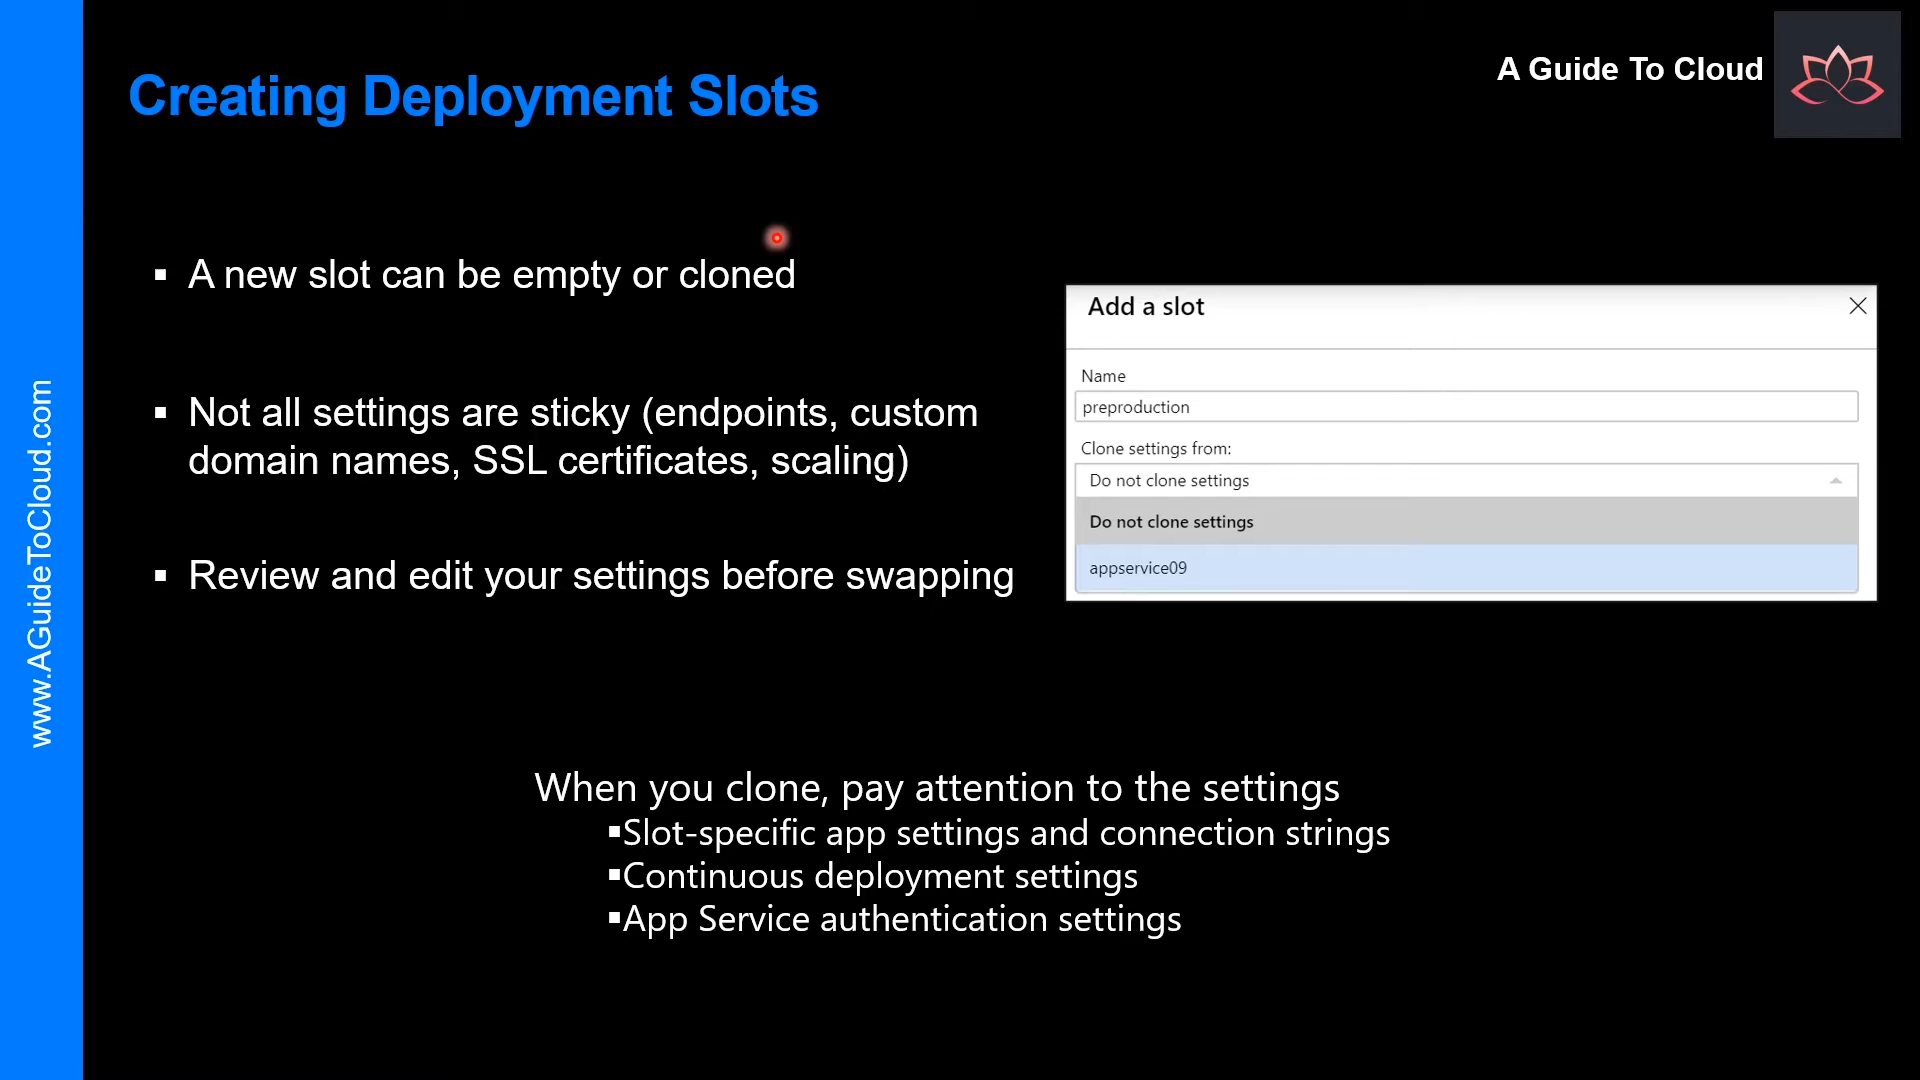 Creating Deployment Slots
A Guide To Cloud
www.AGuideToCloud.com
▪ A new slot can be empty or cloned
▪ Not all settings are sticky (endpoints, custom
domain names, SSL certificates, scaling)
▪ Review and edit your settings before swapping
Add a slot
Name
preproduction
Clone settings from:
Do not clone settings
Do not clone settings
appservice09
When you clone, pay attention to the settings
▪Slot-specific app settings and connection strings
▪Continuous deployment settings
▪App Service authentication settings